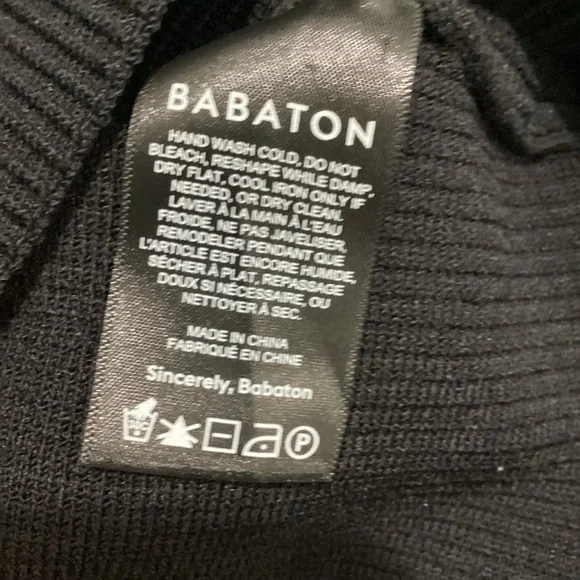 BABATON
HAND WASH COLD, DO NOT
BLEACH, RESHAPE WHILE DAMP,
DRY FLAT, COOL IRON ONLY IF
NEEDED, OR DRY CLEAN.
LAVER À LA MAIN À L'EAU
FROIDE, NE PAS JAVELISER,
REMODELER PENDANT QUE
L'ARTICLE EST ENCORE HUMIDE,
SÉCHER À PLAT, REPASSAGE
DOUX SI NÉCESSAIRE, OU
NETTOYER À SEC.
MADE IN CHINA
FABRIQUÉ EN CHINE
Sincerely, Babaton
P